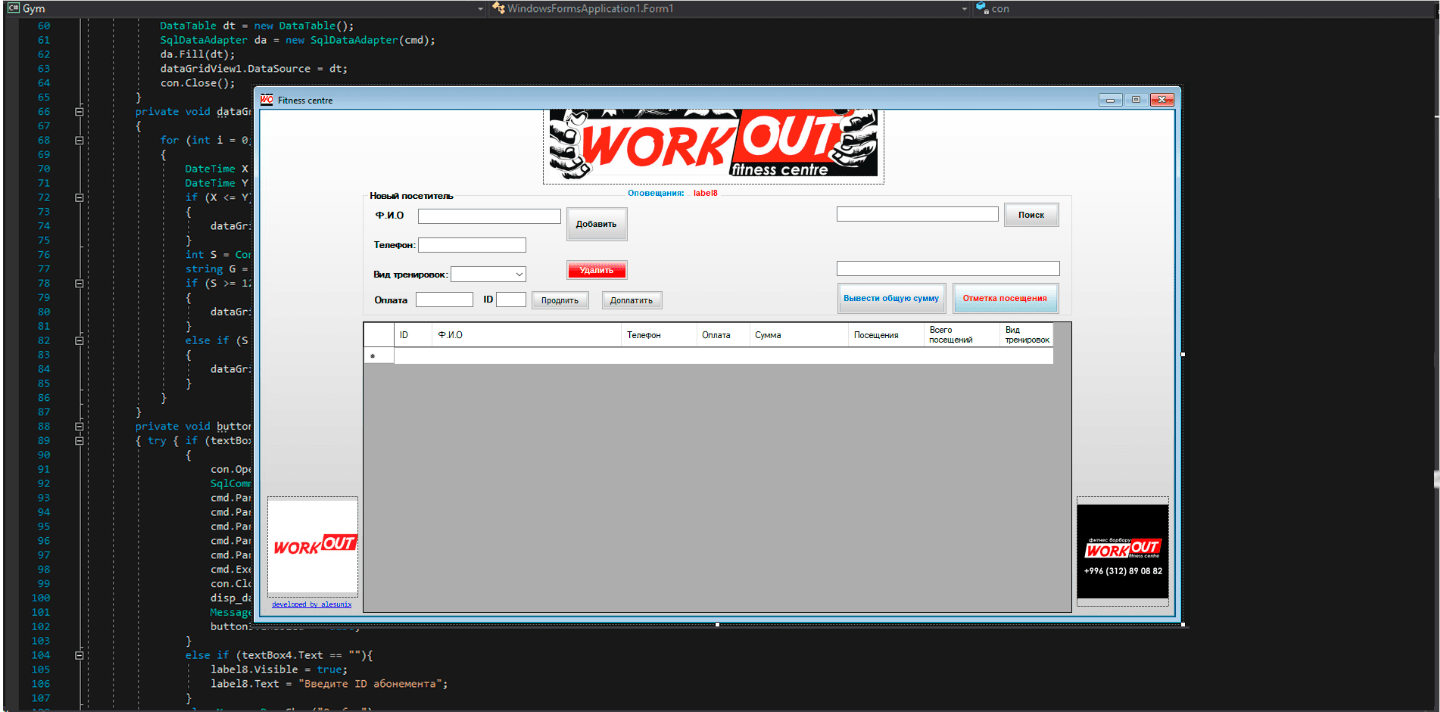 Gym
WindowsFormsApplication1.Form1
con
60 DataTable dt = new DataTable();
61 SqlDataAdapter da = new SqlDataAdapter(cmd);
62 da.Fill(dt);
63 dataGridView1.DataSource = dt;
64 con.Close();
65 }
66 private void dataGr
67 {
68 for (int i = 0;
69 {
70 DateTime X
71 DateTime Y
72 if (X <= Y)
73 {
74 dataGri
75 }
76 int S = Con
77 string G =
78 if (S >= 12
79 {
80 dataGri
81 }
82 else if (S
83 {
84 dataGri
85 }
86 }
87 }
88 private void button
89 { try { if (textBox
90 {
91 con.Ope
92 SqlComm
93 cmd.Par
94 cmd.Par
95 cmd.Par
96 cmd.Par
97 cmd.Par
98 cmd.Exe
99 con.Clo
100 disp_da
101 Message
102 button
103 }
104 else if (textBox4.Text == ""){
105 label8.Visible = true;
106 label8.Text = "Введите ID абонемента";
107 }
Fitness centre
WORK OUT
fitness centre
Оповещания: label8
Новый посетитель
Ф.И.О
Добавить
Поиск
Телефон:
Вид тренировок:
Удалить
Оплата
ID
Продлить
Доплатить
Вывести общую сумму
Отметка посещения
ID
Ф.И.О
Телефон
Оплата
Сумма
Посещения
Всего посещений
Вид тренировок
*
WORK OUT
developed by alesunix
фитнес борбору
WORK OUT
fitness centre
+996 (312) 89 08 82